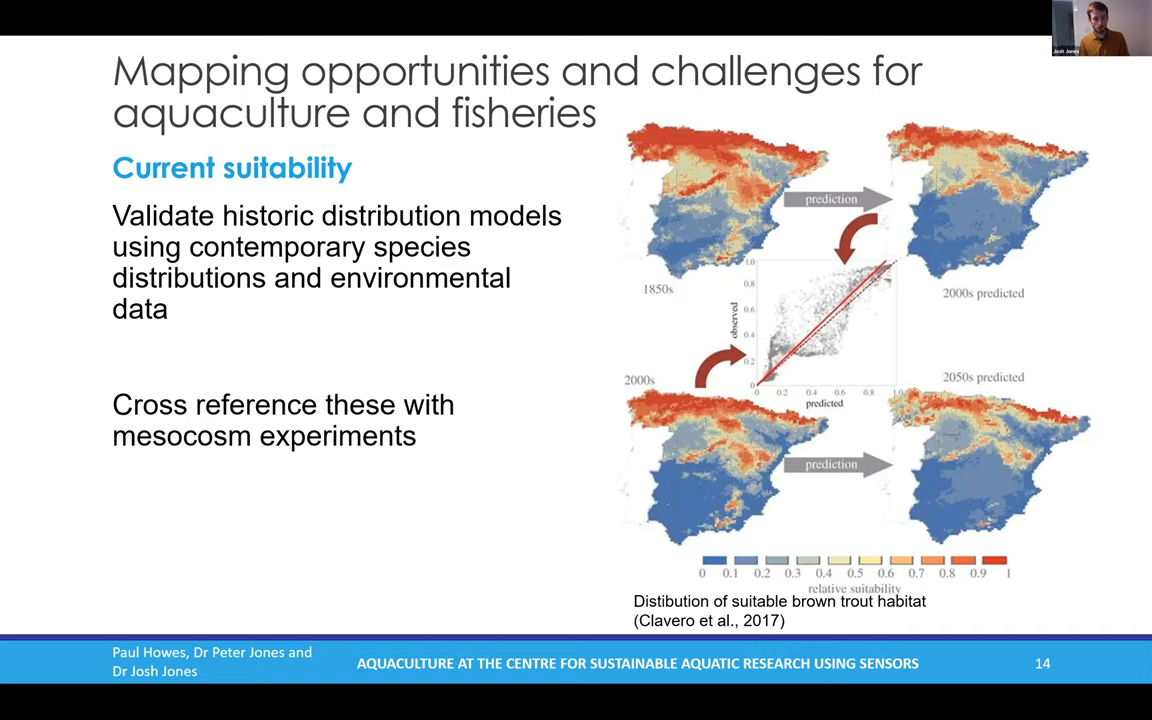 Josh Jones
Mapping opportunities and challenges for
aquaculture and fisheries
Current suitability
Validate historic distribution models
using contemporary species
distributions and environmental
data
Cross reference these with
mesocosm experiments
prediction
1850s
2000s predicted
1.0
0.8
0.6
0.4
0.2
0
observed
0.2 0.4 0.6 0.8 1.0
predicted
2000s
2050s predicted
prediction
0 0.1 0.2 0.3 0.4 0.5 0.6 0.7 0.8 0.9 1
relative suitability
Distibution of suitable brown trout habitat
(Clavero et al., 2017)
Paul Howes, Dr Peter Jones and
Dr Josh Jones
AQUACULTURE AT THE CENTRE FOR SUSTAINABLE AQUATIC RESEARCH USING SENSORS
14